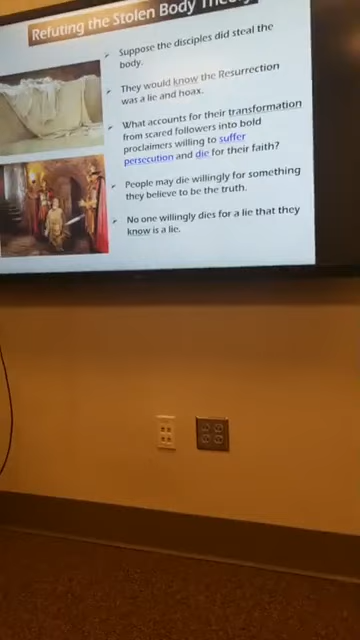 Refuting the Stolen Body Theory
➤ Suppose the disciples did steal the
body.
➤ They would know the Resurrection
was a lie and hoax.
➤ What accounts for their transformation
from scared followers into bold
proclaimers willing to suffer
persecution and die for their faith?
➤ People may die willingly for something
they believe to be the truth.
➤ No one willingly dies for a lie that they
know is a lie.